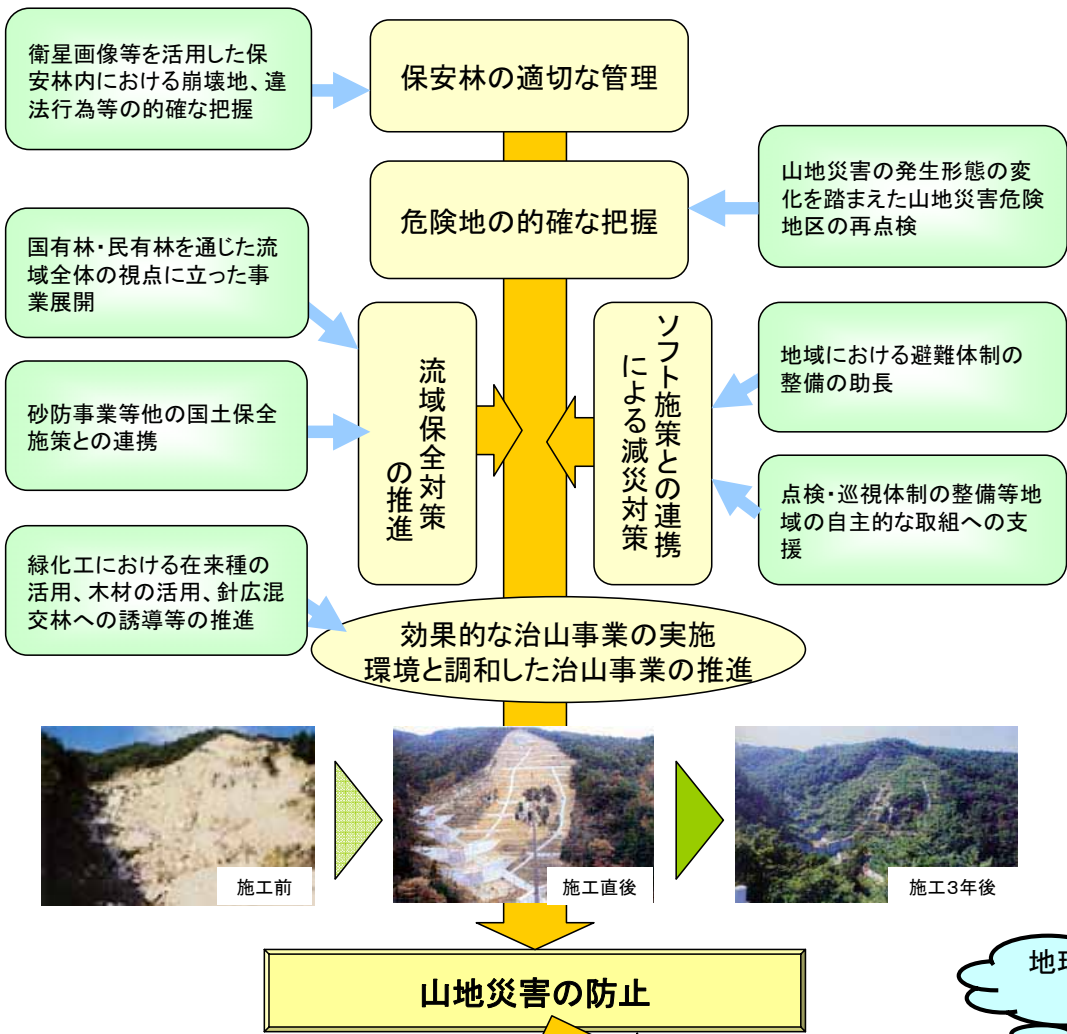 衛星画像等を活用した保
安林内における崩壊地、違
法行為等の的確な把握
保安林の適切な管理
危険地の的確な把握
山地災害の発生形態の変
化を踏まえた山地災害危険
地区の再点検
国有林・民有林を通じた流
域全体の視点に立った事
業展開
砂防事業等他の国土保全
施策との連携
流域保全対策
の推進
ソフト施策との連携
による減災対策
地域における避難体制の
整備の助長
点検・巡視体制の整備等地
域の自主的な取組への支
援
緑化工における在来種の
活用、木材の活用、針広混
交林への誘導等の推進
効果的な治山事業の実施
環境と調和した治山事業の推進
施工前
施工直後
施工3年後
山地災害の防止
地